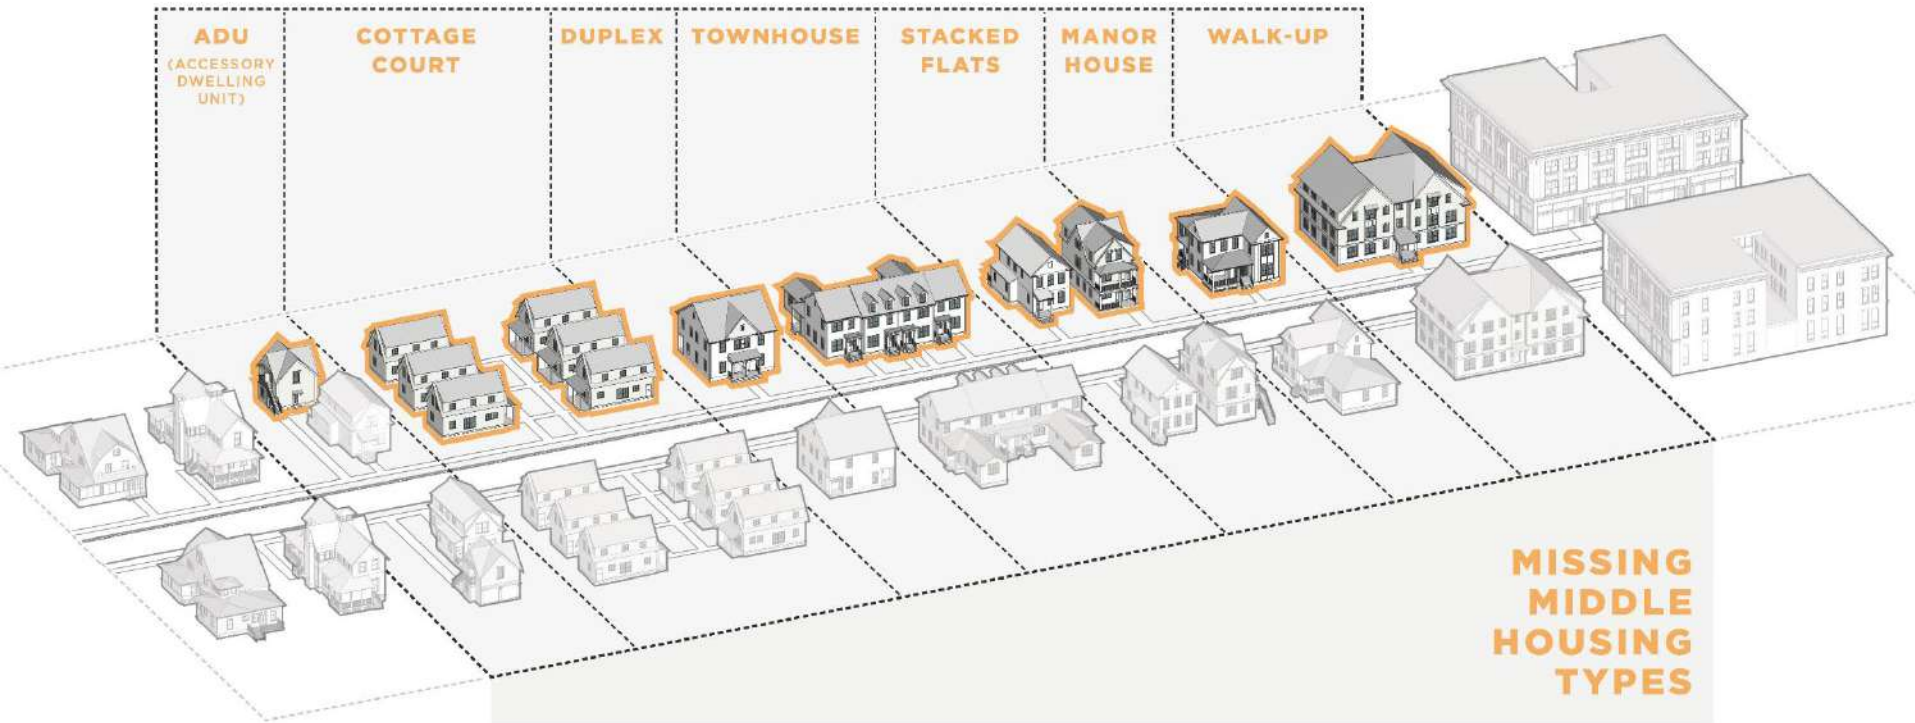 ADU
(ACCESSORY
DWELLING
UNIT)
COTTAGE
COURT
DUPLEX
TOWNHOUSE
STACKED
FLATS
MANOR
HOUSE
WALK-UP
MISSING
MIDDLE
HOUSING
TYPES